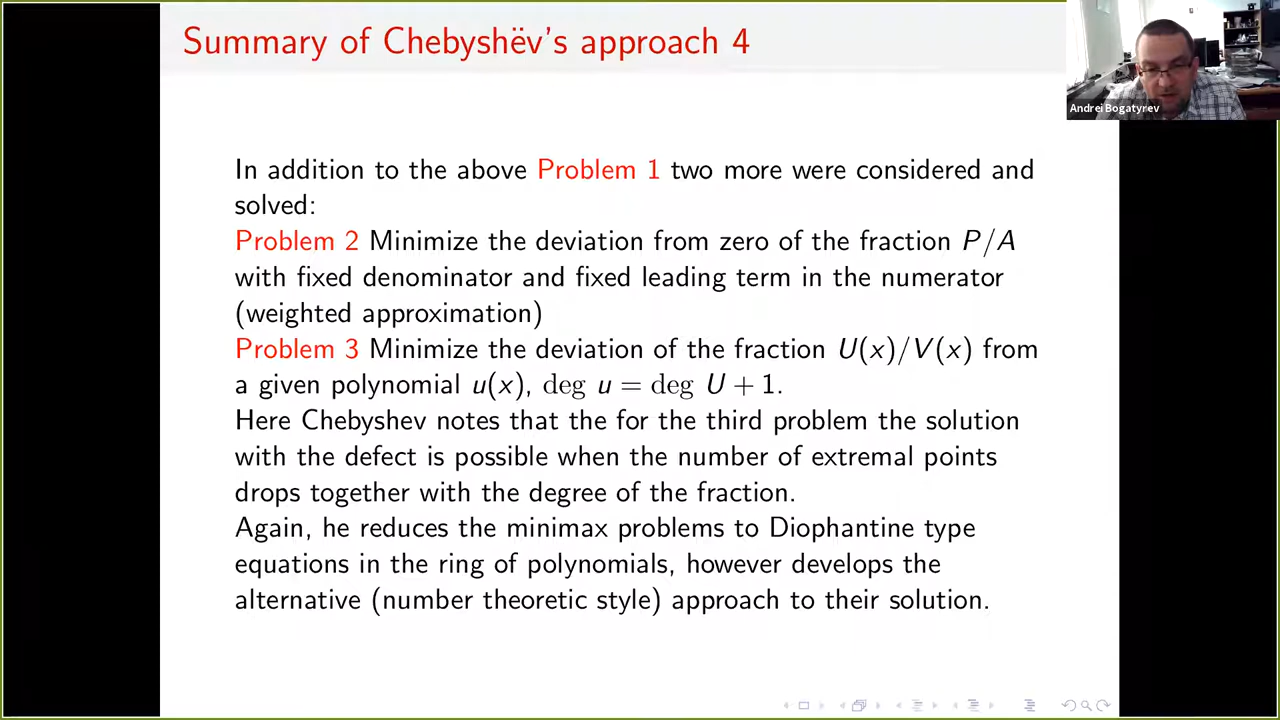 Summary of Chebyshëv's approach 4
Andrei Bogatyrev
In addition to the above Problem 1 two more were considered and
solved:
Problem 2 Minimize the deviation from zero of the fraction P/A
with fixed denominator and fixed leading term in the numerator
(weighted approximation)
Problem 3 Minimize the deviation of the fraction U(x)/V(x) from
a given polynomial u(x), deg u = deg U + 1.
Here Chebyshev notes that the for the third problem the solution
with the defect is possible when the number of extremal points
drops together with the degree of the fraction.
Again, he reduces the minimax problems to Diophantine type
equations in the ring of polynomials, however develops the
alternative (number theoretic style) approach to their solution.